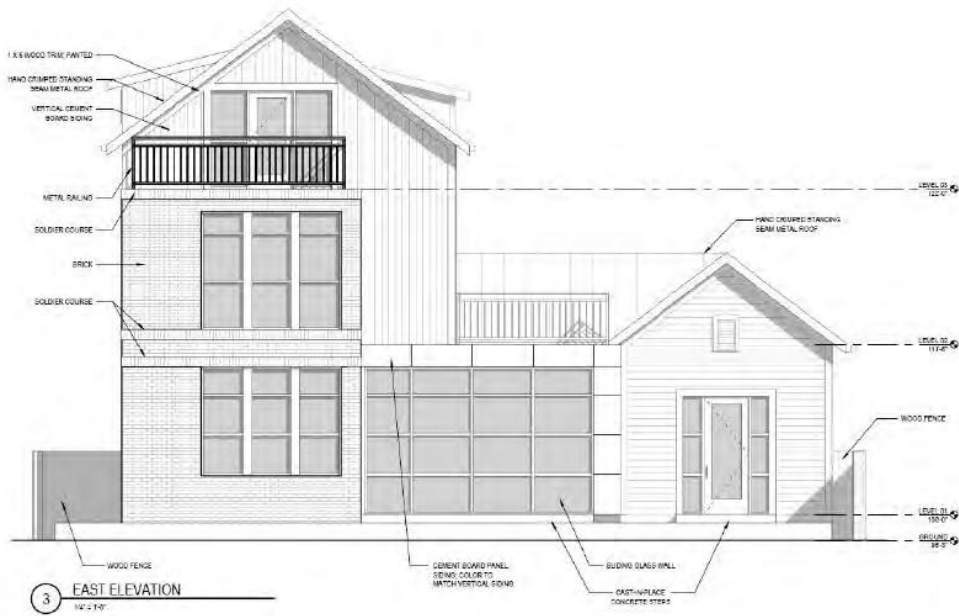 1 X 6 WOOD TRIM; PANTED
HAND CRIMPED STANDING
SEAM METAL ROOF
VERTICAL CEMENT
BOARD SIDING
METAL RAILING
SOLDIER COURSE
BRICK
SOLDIER COURSE
LEVEL 03
HAND CRIMPED STANDING
SEAM METAL ROOF
LEVEL 02
WOOD FENCE
LEVEL 01
GROUND
WOOD FENCE
CEMENT BOARD PANEL
SIDING; COLOR TO
MATCH VERTICAL SIDING
SLIDING GLASS WALL
CAST-IN-PLACE
CONCRETE STEPS
3
EAST ELEVATION